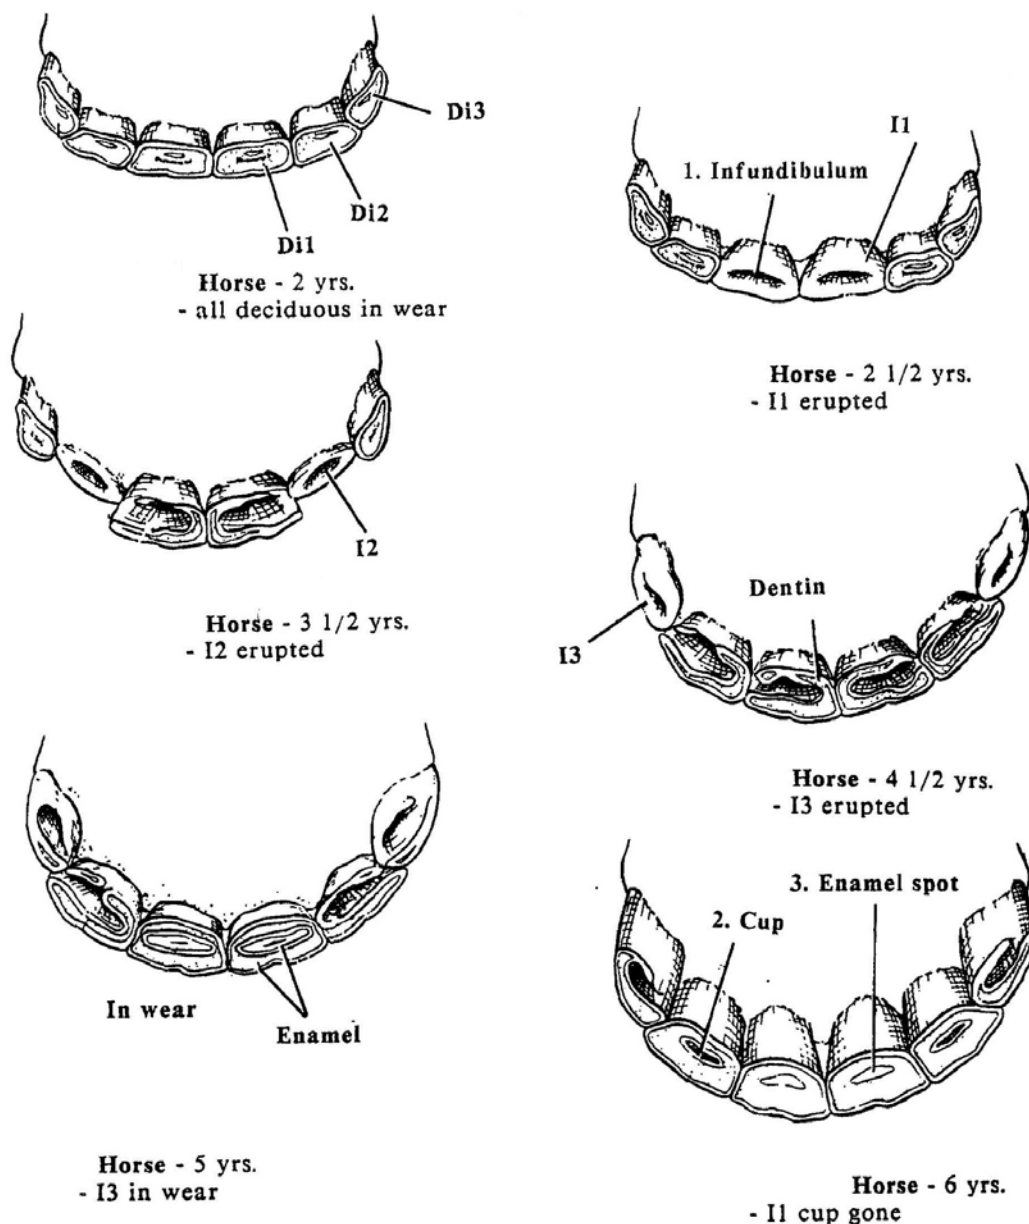 Di3
Di2
Di1
Horse - 2 yrs.
- all deciduous in wear
I1
1. Infundibulum
Horse - 2 1/2 yrs.
- I1 erupted
I2
Horse - 3 1/2 yrs.
- I2 erupted
Dentin
I3
Horse - 4 1/2 yrs.
- I3 erupted
In wear
Enamel
Horse - 5 yrs.
- I3 in wear
3. Enamel spot
2. Cup
Horse - 6 yrs.
- I1 cup gone